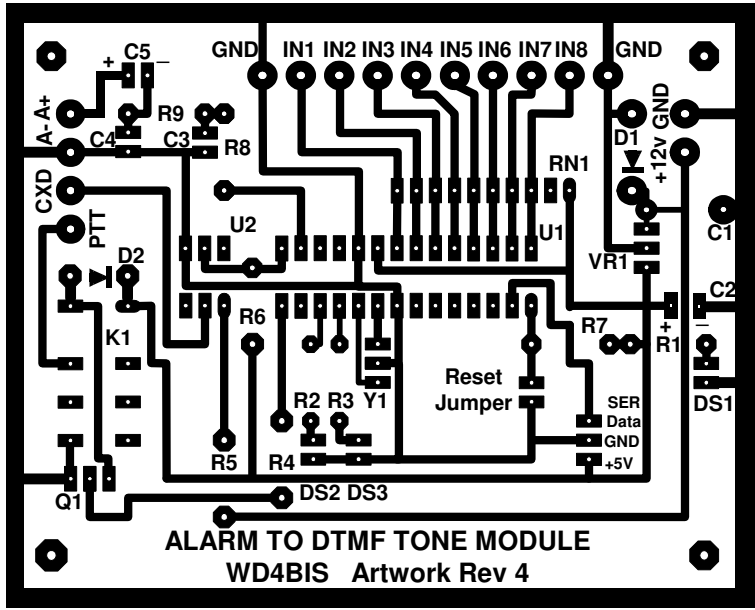 C5
GND IN1 IN2 IN3 IN4 IN5 IN6 IN7 IN8 GND
+ −
A+
A-
R9
C4 C3 R8
D1
+12v GND
CXD
RN1
PTT
U2 U1
C1
D2
VR1
C2
K1
R6
R7
+ −
R1
Y1
Reset
Jumper
DS1
R2 R3
SER
Data
GND
+5V
R5 R4
Q1
DS2 DS3
ALARM TO DTMF TONE MODULE
WD4BIS Artwork Rev 4